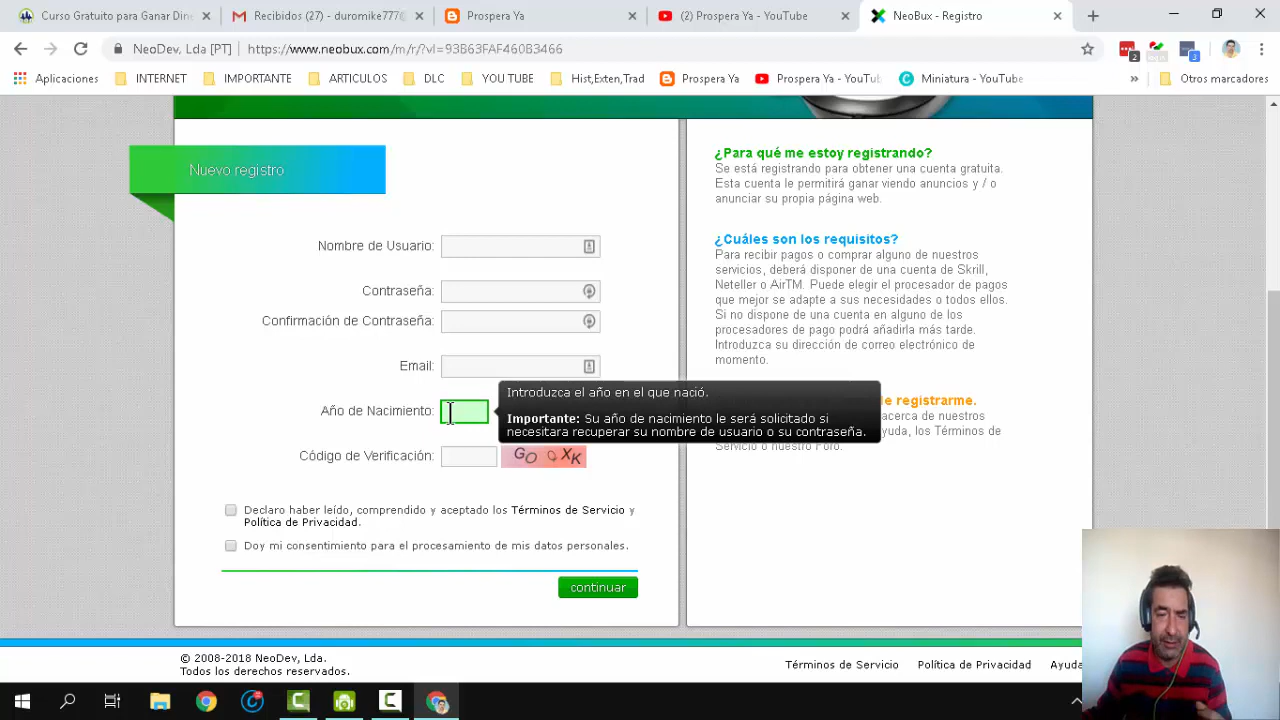 Curso Gratuito para Ganar Dine
Recibidos (27) - duromike777@
Prospera Ya
(2) Prospera Ya - YouTube
NeoBux - Registro
NeoDev, Lda [PT]
https://www.neobux.com/m/r/?vl=93B63FAF460B3466
2
3
Aplicaciones
INTERNET
IMPORTANTE
ARTICULOS
DLC
YOU TUBE
Hist,Exten,Trad
Prospera Ya
Prospera Ya - YouTub
Miniatura - YouTube
»
Otros marcadores
Nuevo registro
Nombre de Usuario:
Contraseña:
Confirmación de Contraseña:
Email:
Año de Nacimiento:
Introduzca el año en el que nació.
Importante: Su año de nacimiento le será solicitado si
necesitara recuperar su nombre de usuario o su contraseña.
Código de Verificación:
Declaro haber leído, comprendido y aceptado los Términos de Servicio y
Política de Privacidad.
Doy mi consentimiento para el procesamiento de mis datos personales.
continuar
¿Para qué me estoy registrando?
Se está registrando para obtener una cuenta gratuita.
Esta cuenta le permitirá ganar viendo anuncios y / o
anunciar su propia página web.
¿Cuáles son los requisitos?
Para recibir pagos o comprar alguno de nuestros
servicios, deberá disponer de una cuenta de Skrill,
Neteller o AirTM. Puede elegir el procesador de pagos
que mejor se adapte a sus necesidades o todos ellos.
Si no dispone de una cuenta en alguno de los
procesadores de pago podrá añadirla más tarde.
Introduzca su dirección de correo electrónico de
momento.
le registrarme.
acerca de nuestros
yuda, los Términos de
Servicio o nuestro Foro.
© 2008-2018 NeoDev, Lda.
Todos los derechos reservados.
Términos de Servicio
Política de Privacidad
Ayuda